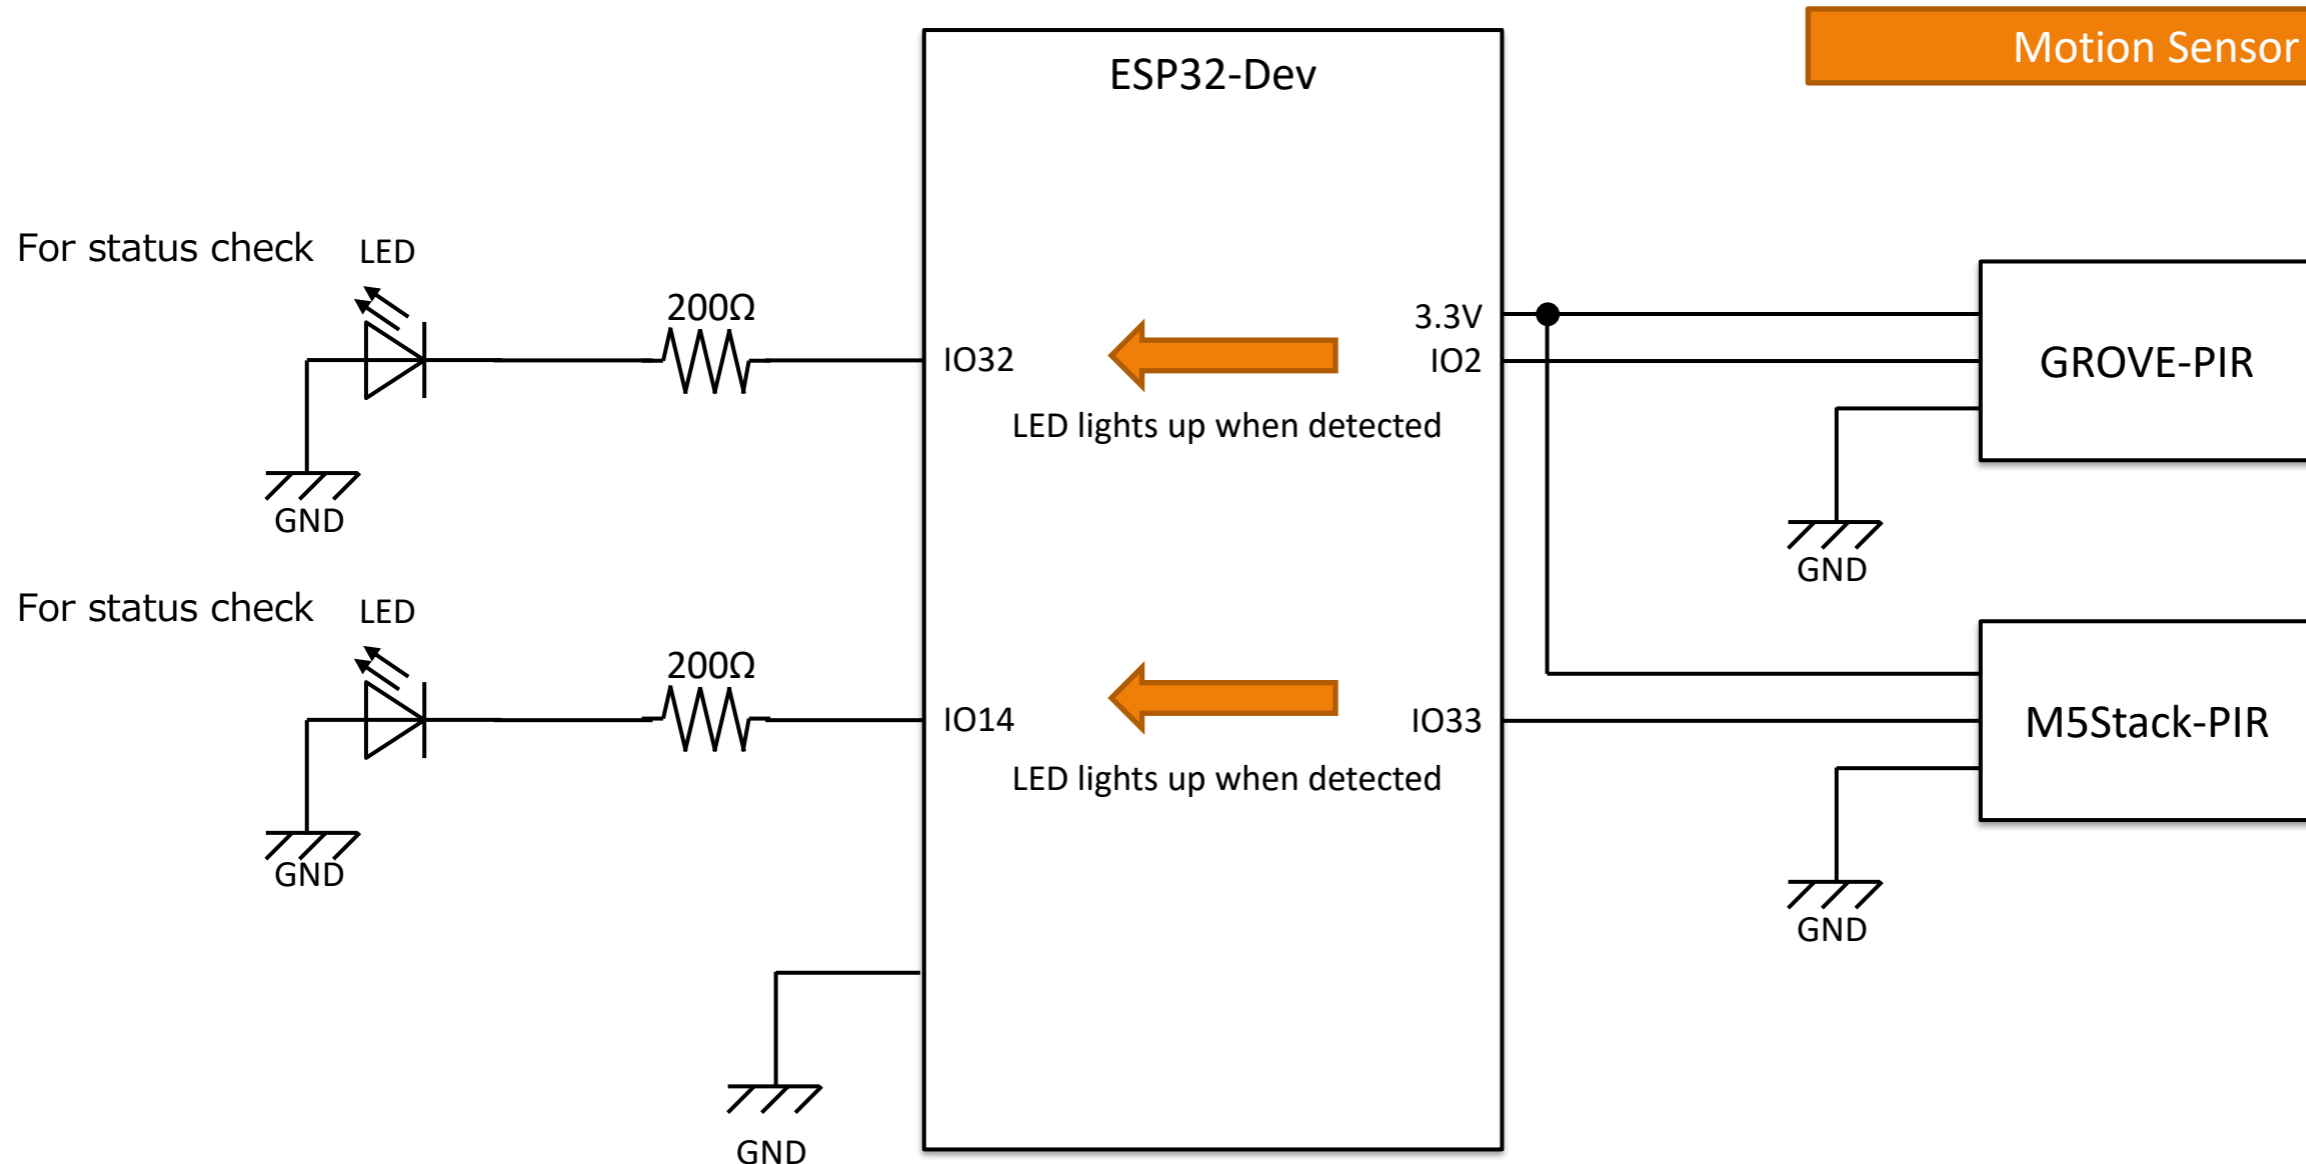 Motion Sensor
ESP32-Dev
For status check
LED
200Ω
IO32
3.3V
IO2
GROVE-PIR
LED lights up when detected
GND
GND
For status check
LED
200Ω
IO14
IO33
M5Stack-PIR
LED lights up when detected
GND
GND
GND